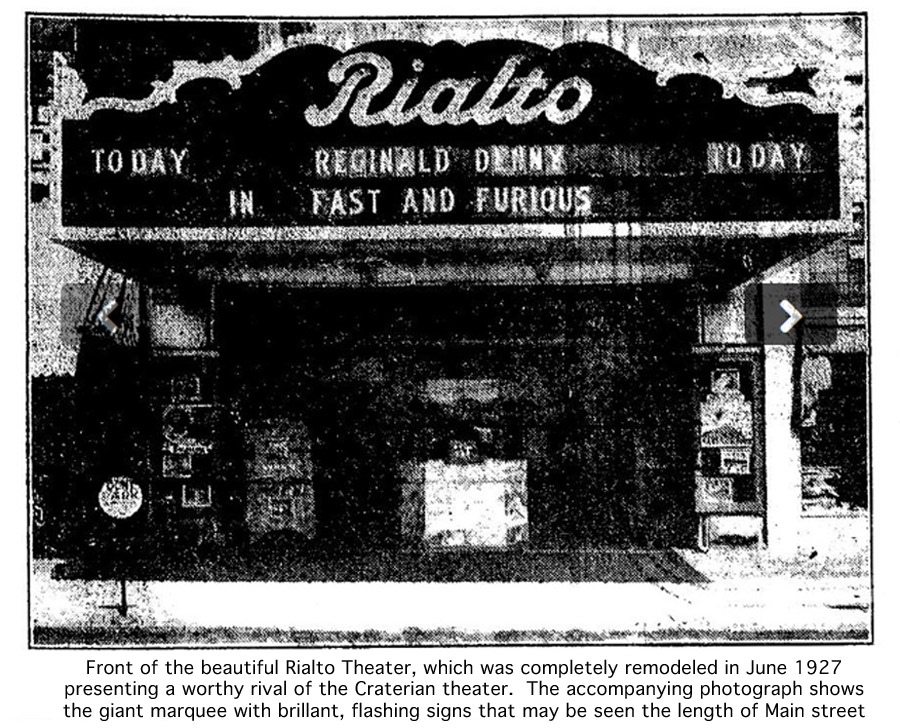 Rialto
TODAY REGINALD DENNY TODAY
IN FAST AND FURIOUS
Front of the beautiful Rialto Theater, which was completely remodeled in June 1927
presenting a worthy rival of the Craterian theater. The accompanying photograph shows
the giant marquee with brillant, flashing signs that may be seen the length of Main street